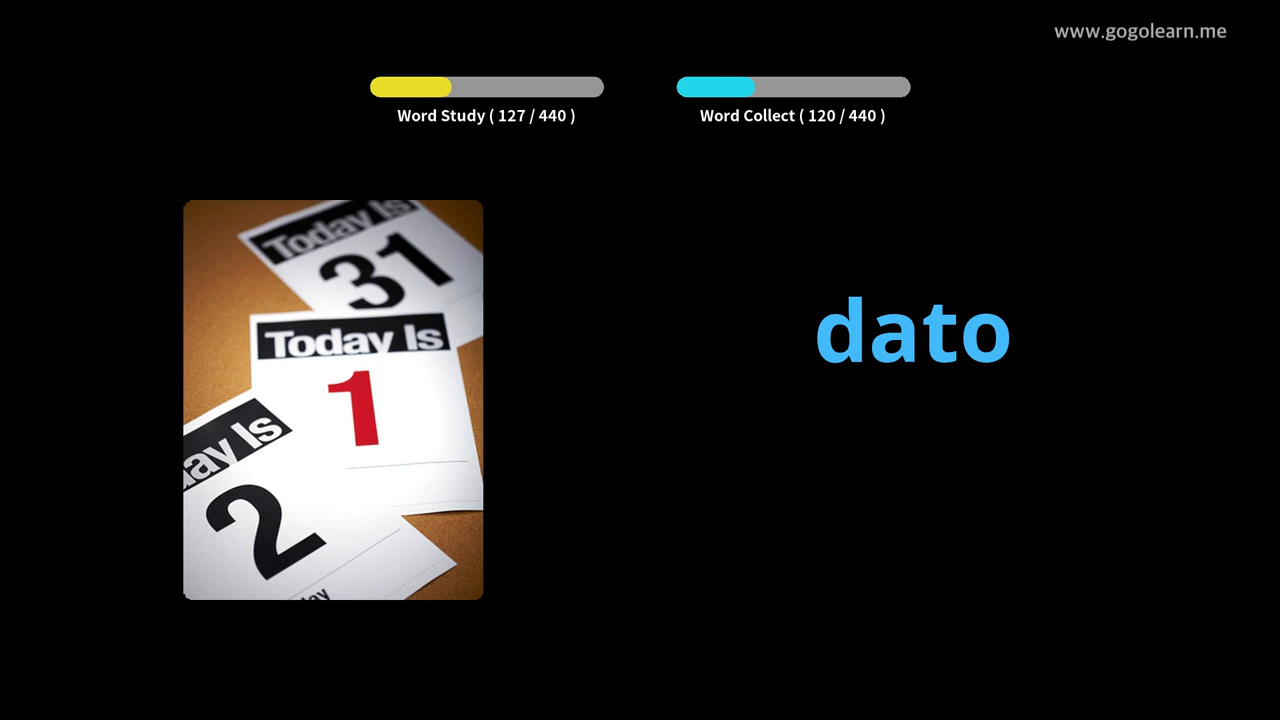 www.gogolearn.me
Word Study ( 127 / 440 )
Word Collect ( 120 / 440 )
Today Is
31
Today Is
1
dato
day Is
2